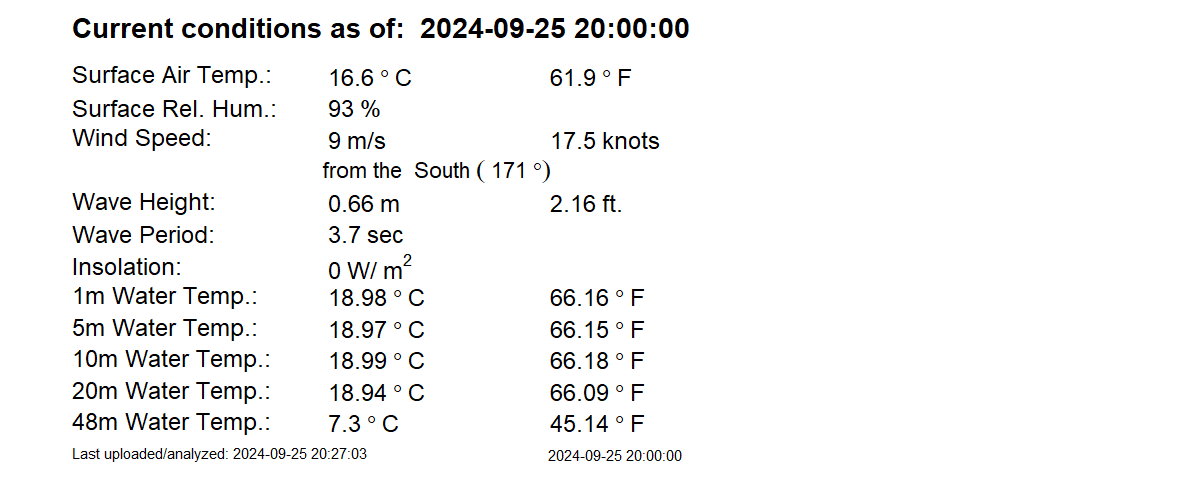 Current conditions as of:  2024-09-25 20:00:00
Surface Air Temp.: 16.6 ° C 61.9 ° F
Surface Rel. Hum.: 93 %
Wind Speed: 9 m/s 17.5 knots
from the  South ( 171 °)
Wave Height: 0.66 m 2.16 ft.
Wave Period: 3.7 sec
Insolation: 0 W/ m²
1m Water Temp.: 18.98 ° C 66.16 ° F
5m Water Temp.: 18.97 ° C 66.15 ° F
10m Water Temp.: 18.99 ° C 66.18 ° F
20m Water Temp.: 18.94 ° C 66.09 ° F
48m Water Temp.: 7.3 ° C 45.14 ° F
Last uploaded/analyzed: 2024-09-25 20:27:03 2024-09-25 20:00:00